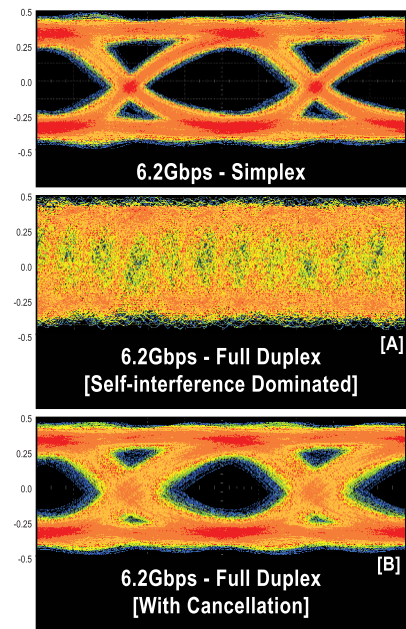 0.5
0.25
0.0
-0.25
-0.5
6.2Gbps - Simplex
0.5
0.25
0.0
-0.25
-0.5
[A]
6.2Gbps - Full Duplex
[Self-interference Dominated]
0.5
0.25
0.0
-0.25
-0.5
[B]
6.2Gbps - Full Duplex
[With Cancellation]